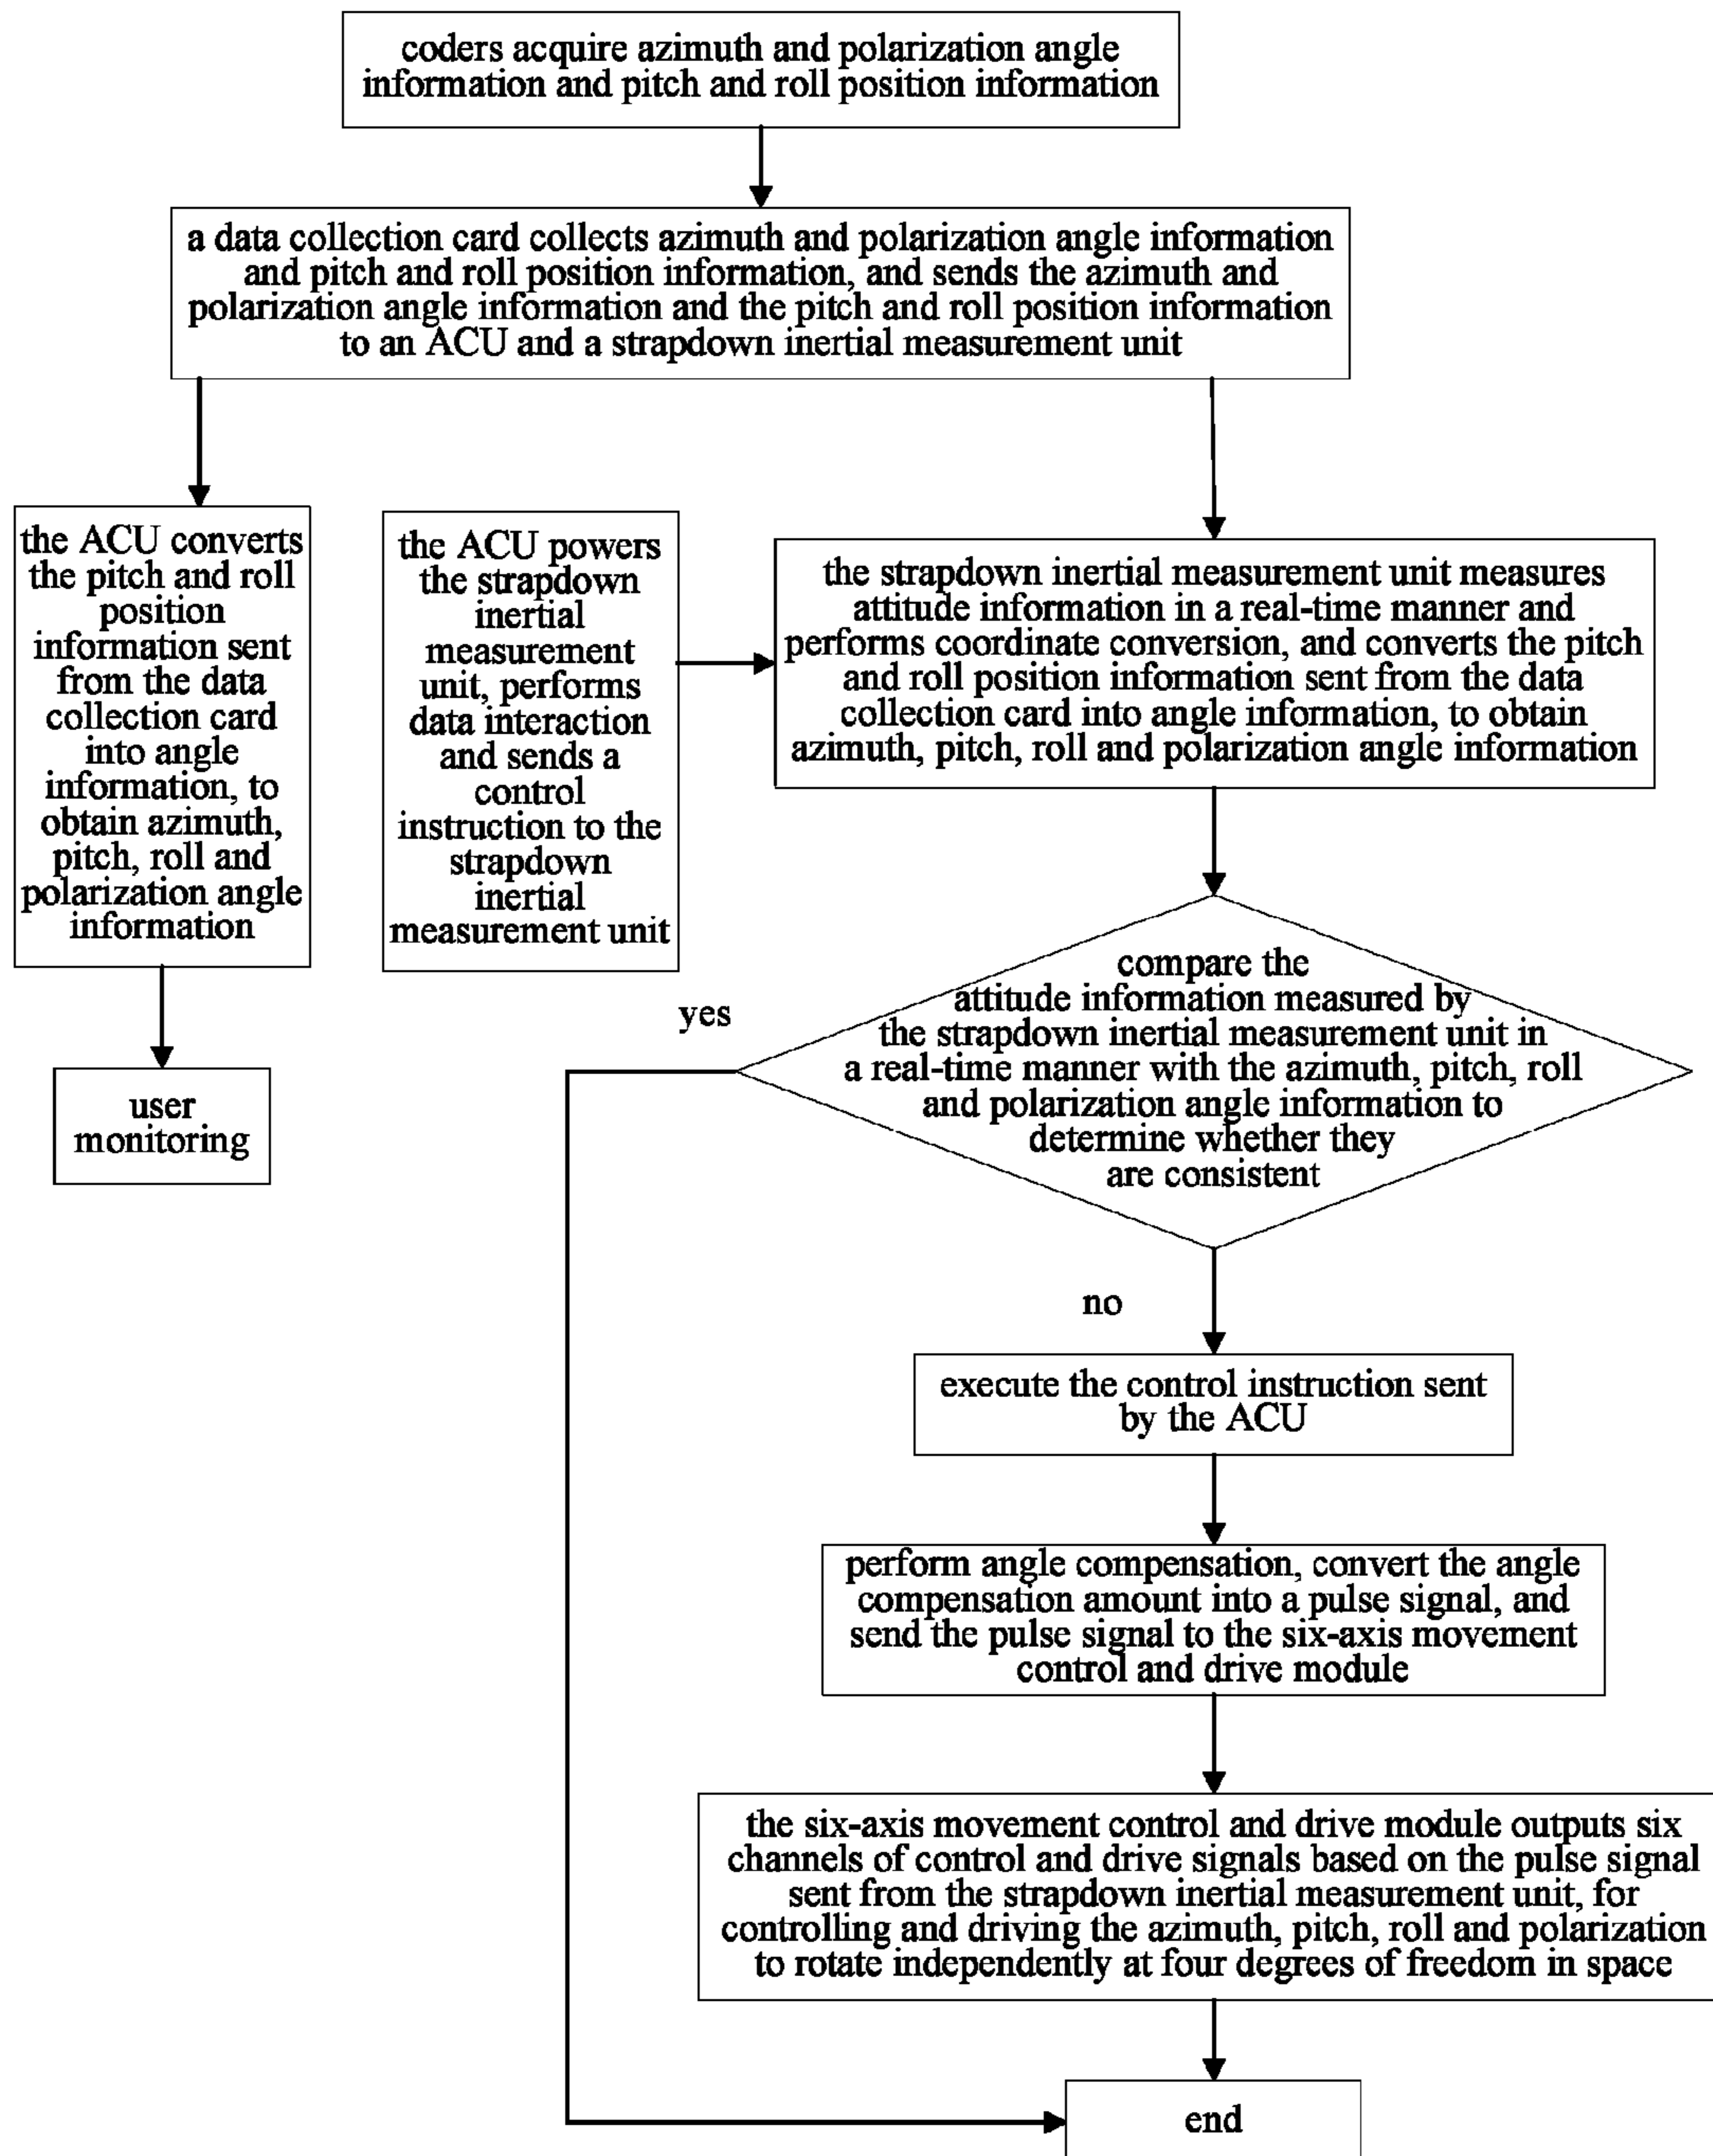 coders acquire azimuth and polarization angle
information and pitch and roll position information
a data collection card collects azimuth and polarization angle information
and pitch and roll position information, and sends the azimuth and
polarization angle information and the pitch and roll position information
to an ACU and a strapdown inertial measurement unit
the ACU converts
the pitch and roll
position
information sent
from the data
collection card
into angle
information, to
obtain azimuth,
pitch, roll and
polarization angle
information
user
monitoring
the ACU powers
the strapdown
inertial
measurement
unit, performs
data interaction
and sends a
control
instruction to the
strapdown
inertial
measurement unit
the strapdown inertial measurement unit measures
attitude information in a real-time manner and
performs coordinate conversion, and converts the pitch
and roll position information sent from the data
collection card into angle information, to obtain
azimuth, pitch, roll and polarization angle information
compare the
attitude information measured by
the strapdown inertial measurement unit in
a real-time manner with the azimuth, pitch, roll
and polarization angle information to
determine whether they
are consistent
yes
no
execute the control instruction sent
by the ACU
perform angle compensation, convert the angle
compensation amount into a pulse signal, and
send the pulse signal to the six-axis movement
control and drive module
the six-axis movement control and drive module outputs six
channels of control and drive signals based on the pulse signal
sent from the strapdown inertial measurement unit, for
controlling and driving the azimuth, pitch, roll and polarization
to rotate independently at four degrees of freedom in space
end